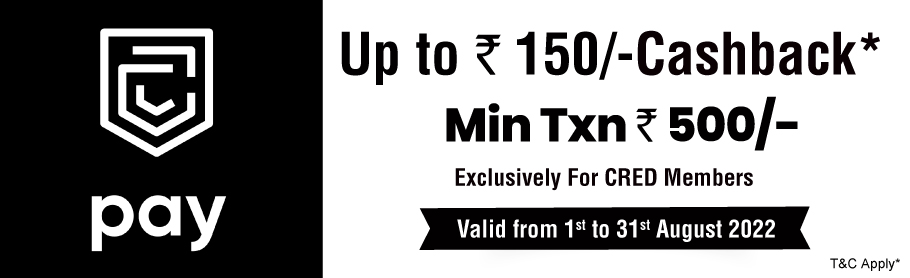 pay
Up to ₹ 150/-Cashback*
Min Txn ₹ 500/-
Exclusively For CRED Members
Valid from 1st to 31st August 2022
T&C Apply*